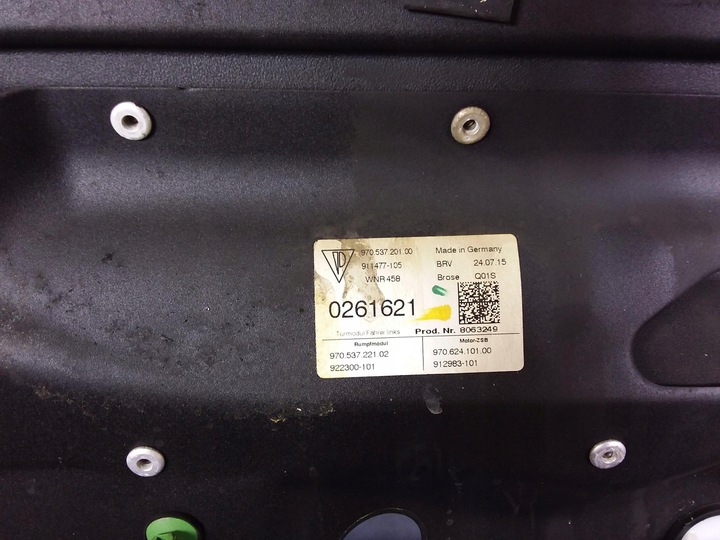 970.537.201.00 Made in Germany
911477-105 BRV 24.07.15
WNR 458 Brose Q01S
0261621
Türmodul Fahrer links Prod. Nr. 8063249
Rumpfmodul Motor-ZSB
970.537.221.02 970.624.101.00
922300-101 912983-101